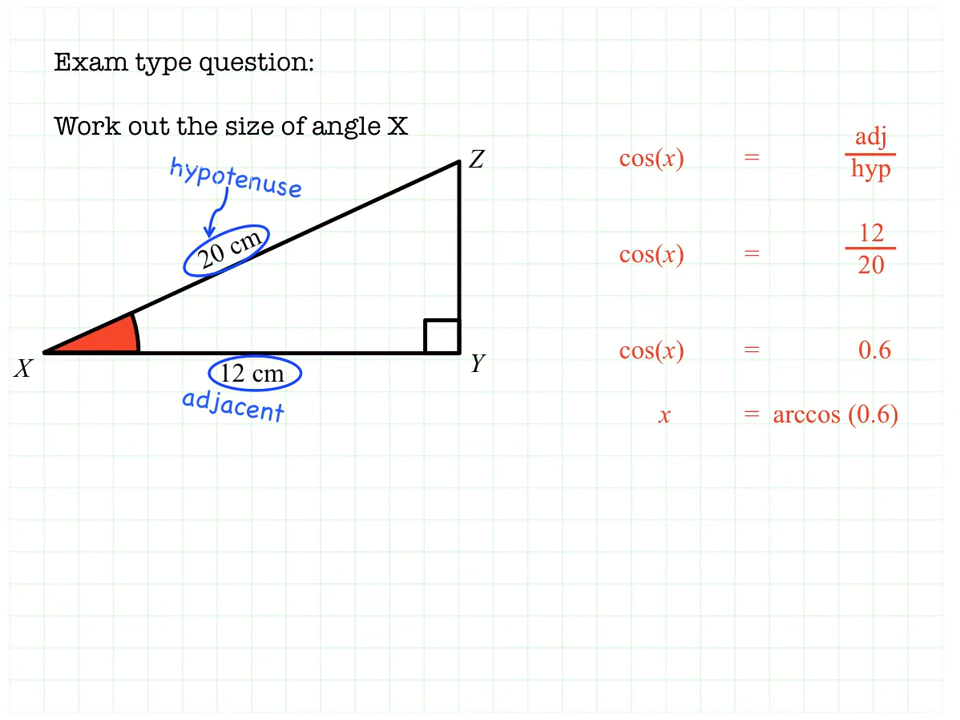 Exam type question:
Work out the size of angle X
hypotenuse
20 cm
Z
X
Y
12 cm
adjacent
cos(x) = adj
hyp
cos(x) = 12
20
cos(x) = 0.6
x = arccos (0.6)